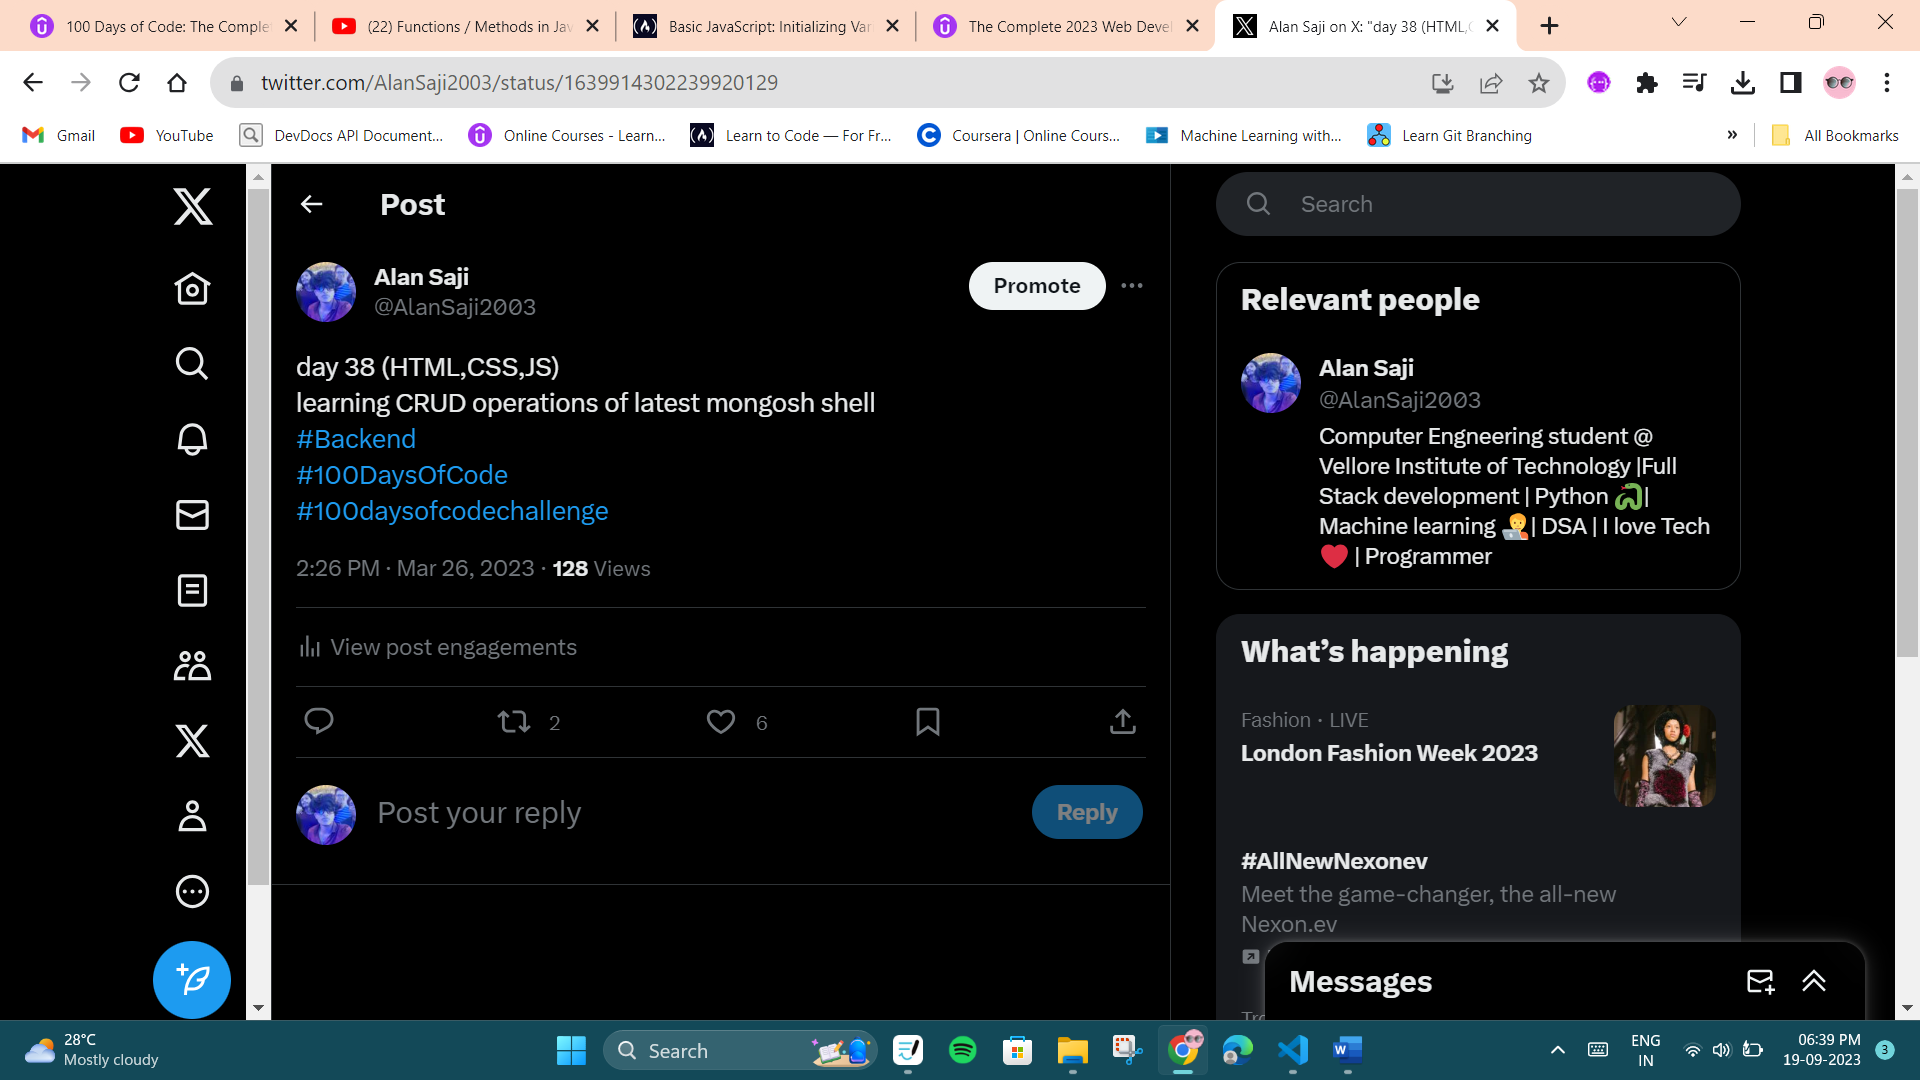 100 Days of Code: The Comple
(22) Functions / Methods in Jav
Basic JavaScript: Initializing Var
The Complete 2023 Web Devel
Alan Saji on X: "day 38 (HTML,C
twitter.com/AlanSaji2003/status/1639914302239920129
Gmail
YouTube
DevDocs API Document...
Online Courses - Learn...
Learn to Code — For Fr...
Coursera | Online Cours...
Machine Learning with...
Learn Git Branching
»
All Bookmarks
Post
Alan Saji
@AlanSaji2003
Promote
day 38 (HTML,CSS,JS)
learning CRUD operations of latest mongosh shell
#Backend
#100DaysOfCode
#100daysofcodechallenge
2:26 PM · Mar 26, 2023 · 128 Views
View post engagements
2
6
Post your reply
Reply
Search
Relevant people
Alan Saji
@AlanSaji2003
Computer Engneering student @
Vellore Institute of Technology |Full
Stack development | Python 🐍|
Machine learning 🧑‍💻| DSA | I love Tech
❤️ | Programmer
What's happening
Fashion · LIVE
London Fashion Week 2023
#AllNewNexonev
Meet the game-changer, the all-new
Nexon.ev
Messages
28°C
Mostly cloudy
Search
ENG
IN
06:39 PM
19-09-2023
3